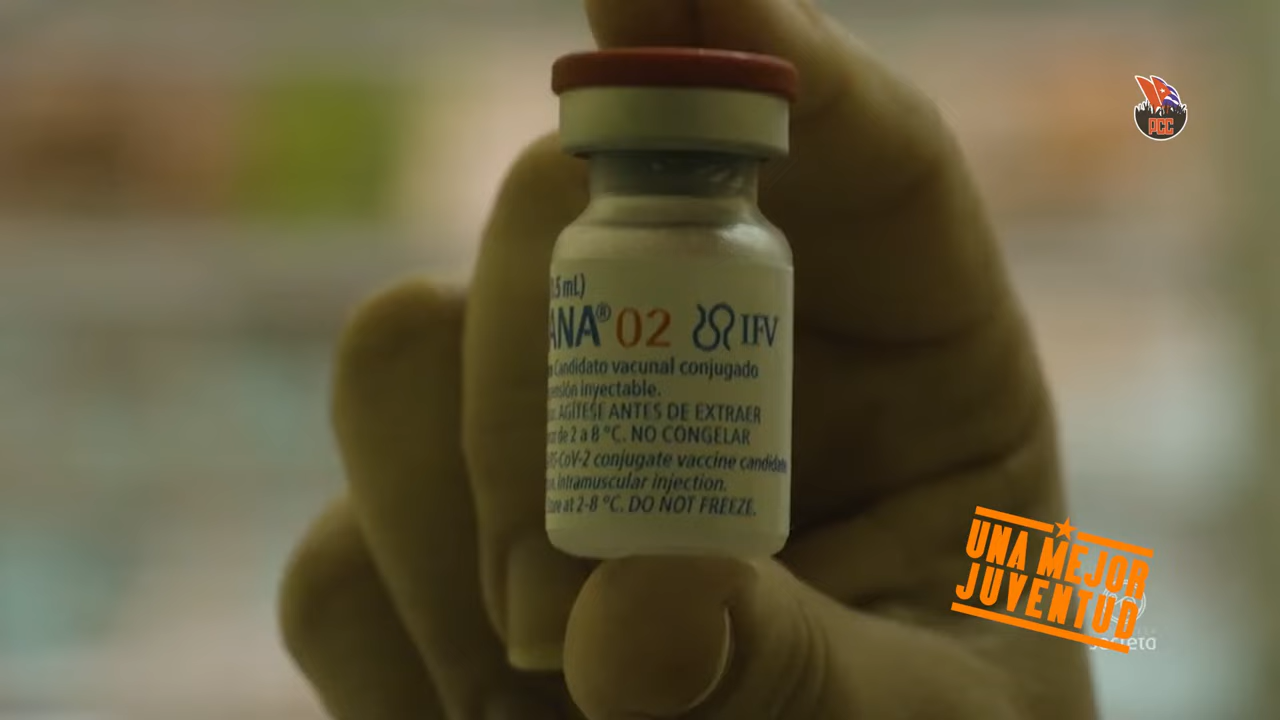 PCC
.5 mL)
ANA® 02 IFV
Candidato vacunal conjugado
inyectable.
AGÍTESE ANTES DE EXTRAER
de 2 a 8 °C. NO CONGELAR
CoV-2 conjugate vaccine candidate
Intramuscular injection.
at 2-8 °C. DO NOT FREEZE.
UNA MEJOR
JUVENTUD